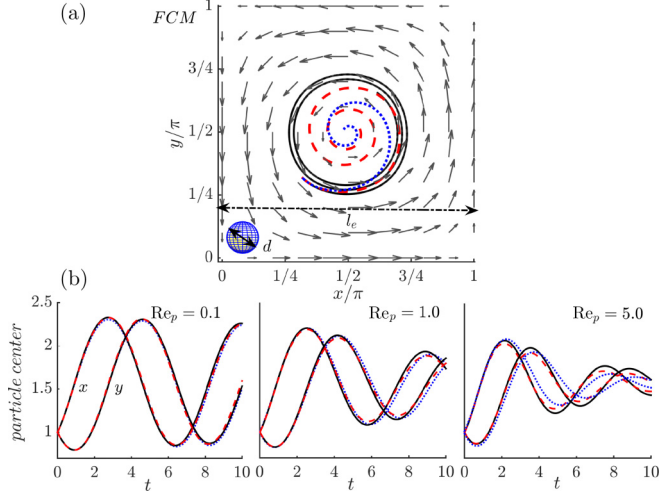 (a)
FCM
1
3/4
1/2
1/4
0
y/π
l_e
d
0 1/4 1/2 3/4 1
x/π
(b)
Re_p = 0.1 Re_p = 1.0 Re_p = 5.0
2.5
2
1.5
1
particle center
x y
0 2 4 6 8 10 0 2 4 6 8 10 0 2 4 6 8 10
t t t